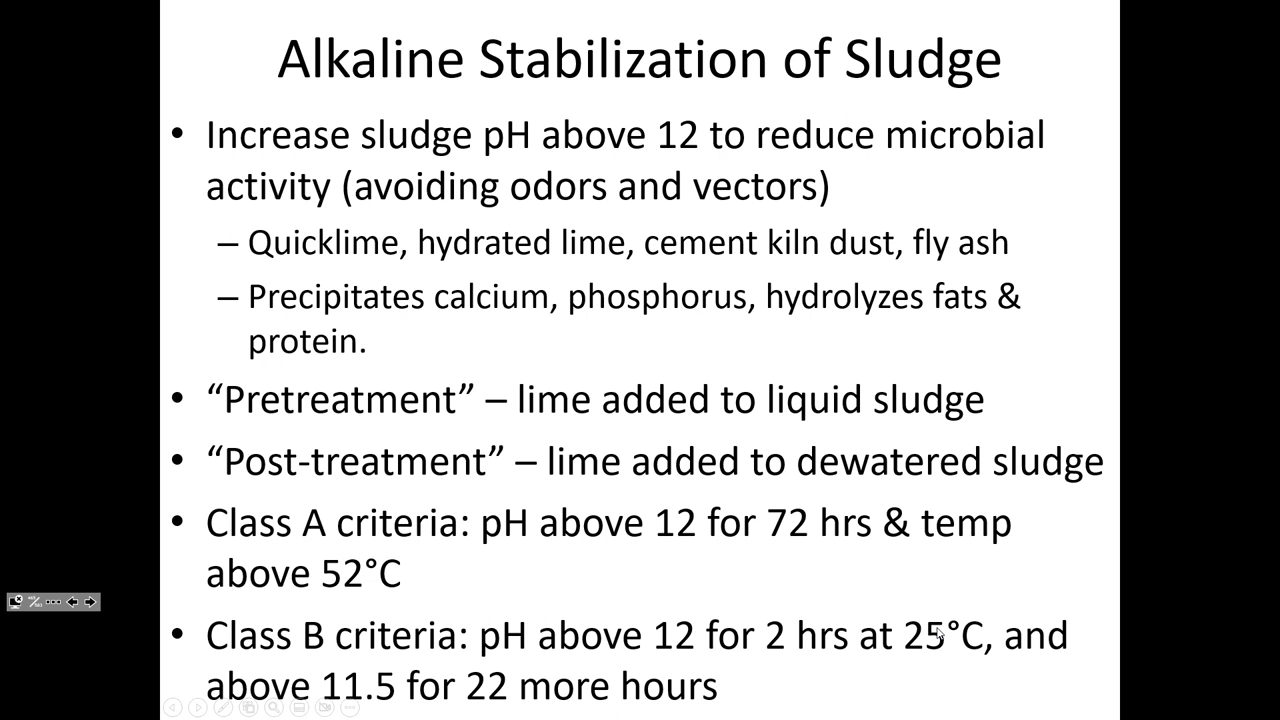 Alkaline Stabilization of Sludge
• Increase sludge pH above 12 to reduce microbial
activity (avoiding odors and vectors)
– Quicklime, hydrated lime, cement kiln dust, fly ash
– Precipitates calcium, phosphorus, hydrolyzes fats &
protein.
• “Pretreatment” – lime added to liquid sludge
• “Post-treatment” – lime added to dewatered sludge
• Class A criteria: pH above 12 for 72 hrs & temp
above 52°C
• Class B criteria: pH above 12 for 2 hrs at 25°C, and
above 11.5 for 22 more hours